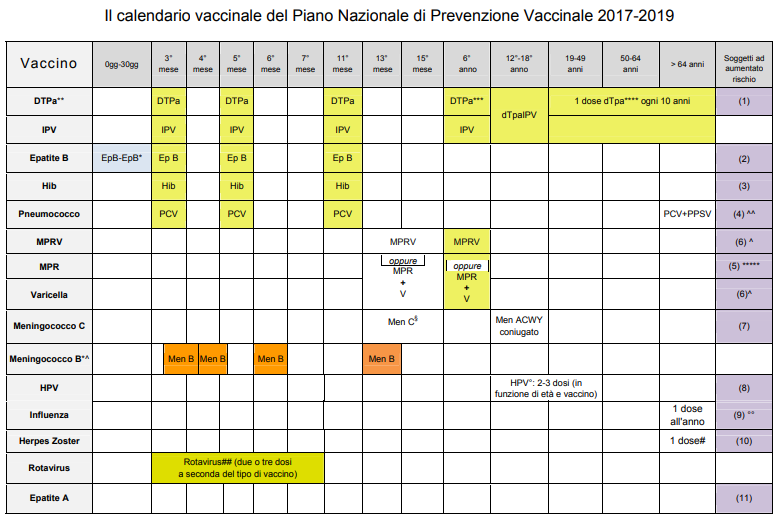 Il calendario vaccinale del Piano Nazionale di Prevenzione Vaccinale 2017-2019
Vaccino 0gg-30gg 3° mese 4° mese 5° mese 6° mese 7° mese 11° mese 13° mese 15° mese 6° anno 12°-18° anno 19-49 anni 50-64 anni > 64 anni Soggetti ad aumentato rischio
DTPa** DTPa DTPa DTPa DTPa*** dTpaIPV 1 dose dTpa**** ogni 10 anni (1)
IPV IPV IPV IPV IPV
Epatite B EpB-EpB* Ep B Ep B Ep B (2)
Hib Hib Hib Hib (3)
Pneumococco PCV PCV PCV PCV+PPSV (4) ^^
MPRV MPRV MPRV (6) ^
MPR oppure oppure (5) *****
MPR MPR
+ +
Varicella V V (6)^
Meningococco C Men C§ Men ACWY coniugato (7)
Meningococco B*^ Men B Men B Men B Men B
HPV HPV°: 2-3 dosi (in funzione di età e vaccino) (8)
Influenza 1 dose all'anno (9) °°
Herpes Zoster 1 dose# (10)
Rotavirus Rotavirus## (due o tre dosi
a seconda del tipo di vaccino)
Epatite A (11)